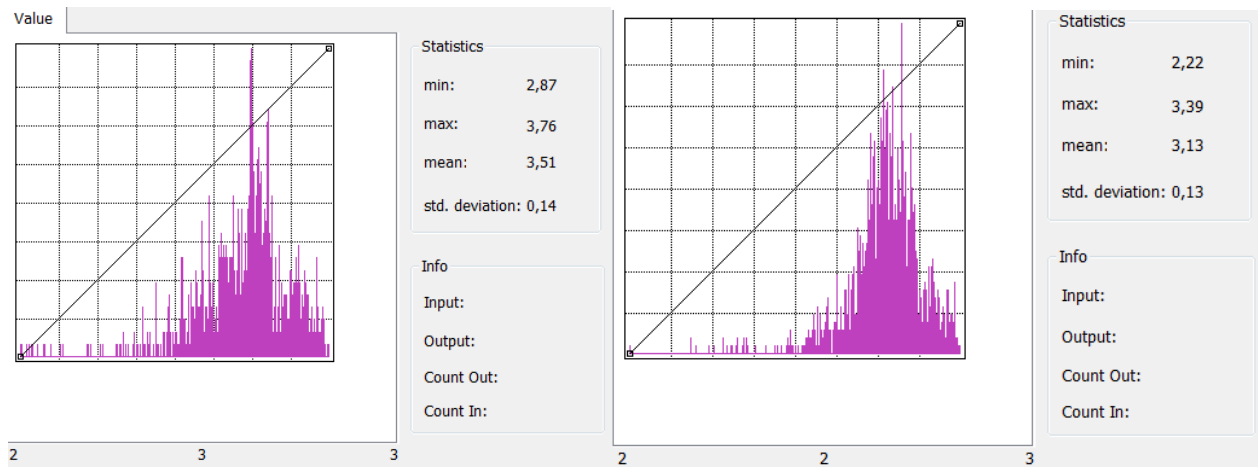 Value
Statistics
min: 2,87
max: 3,76
mean: 3,51
std. deviation: 0,14
Info
Input:
Output:
Count Out:
Count In:
2 3 3
Statistics
min: 2,22
max: 3,39
mean: 3,13
std. deviation: 0,13
Info
Input:
Output:
Count Out:
Count In:
2 2 3